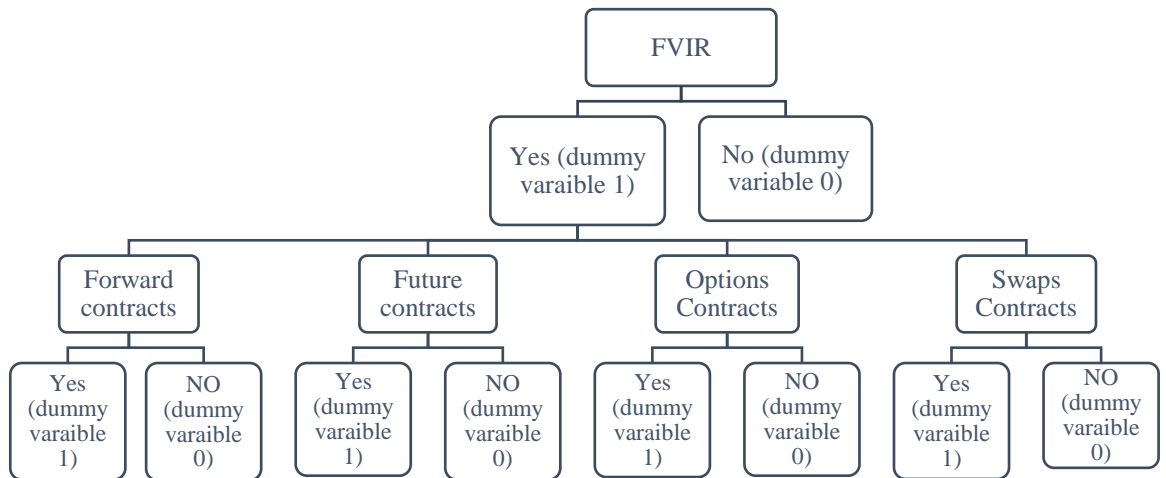 FVIR
Yes (dummy
varaible 1)
No (dummy
variable 0)
Forward
contracts
Future
contracts
Options
Contracts
Swaps
Contracts
Yes
(dummy
varaible
1)
NO
(dummy
varaible
0)
Yes
(dummy
varaible
1)
NO
(dummy
varaible
0)
Yes
(dummy
varaible
1)
NO
(dummy
varaible
0)
Yes
(dummy
varaible
1)
NO
(dummy
varaible
0)